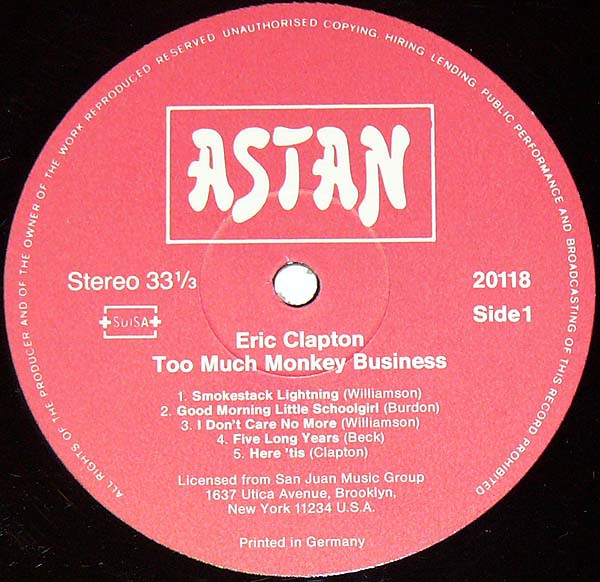 ALL RIGHTS OF THE PRODUCER AND OF THE OWNER OF THE WORK REPRODUCED RESERVED UNAUTHORISED COPYING, HIRING, LENDING, PUBLIC PERFORMANCE AND BROADCASTING OF THIS RECORD PROHIBITED
ASTAN
Stereo 33 1/3
20118
SUISA
Side 1
Eric Clapton
Too Much Monkey Business
1. Smokestack Lightning (Williamson)
2. Good Morning Little Schoolgirl (Burdon)
3. I Don't Care No More (Williamson)
4. Five Long Years (Beck)
5. Here 'tis (Clapton)
Licensed from San Juan Music Group
1637 Utica Avenue, Brooklyn,
New York 11234 U.S.A.
Printed in Germany